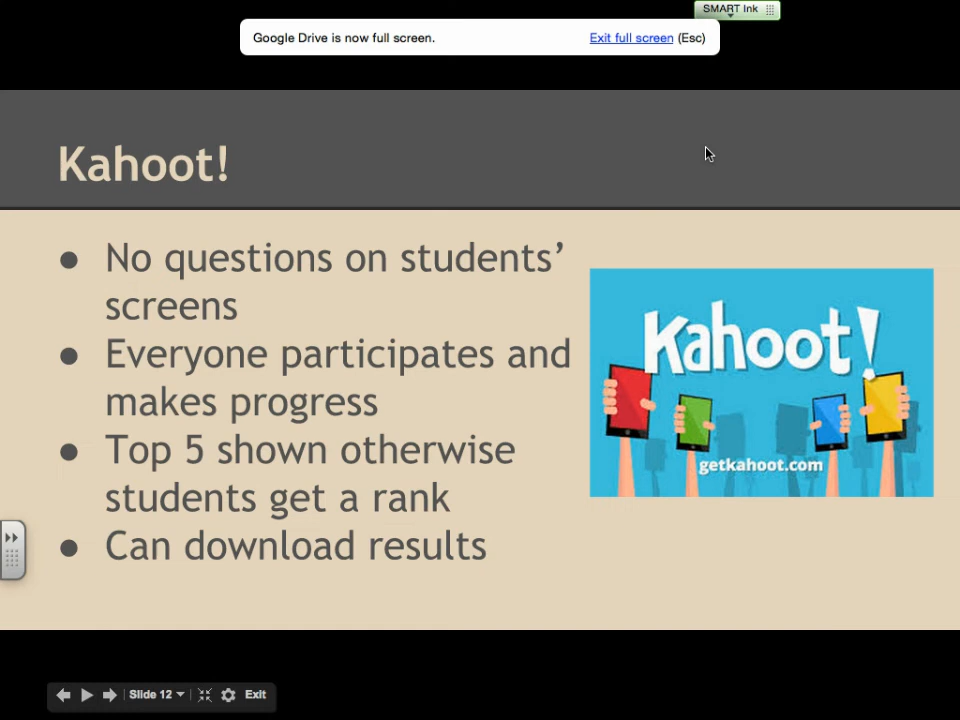 SMART Ink
Google Drive is now full screen. Exit full screen (Esc)
Kahoot!
● No questions on students’
screens
● Everyone participates and
makes progress
● Top 5 shown otherwise
students get a rank
● Can download results
Kahoot!
getkahoot.com
Slide 12 Exit